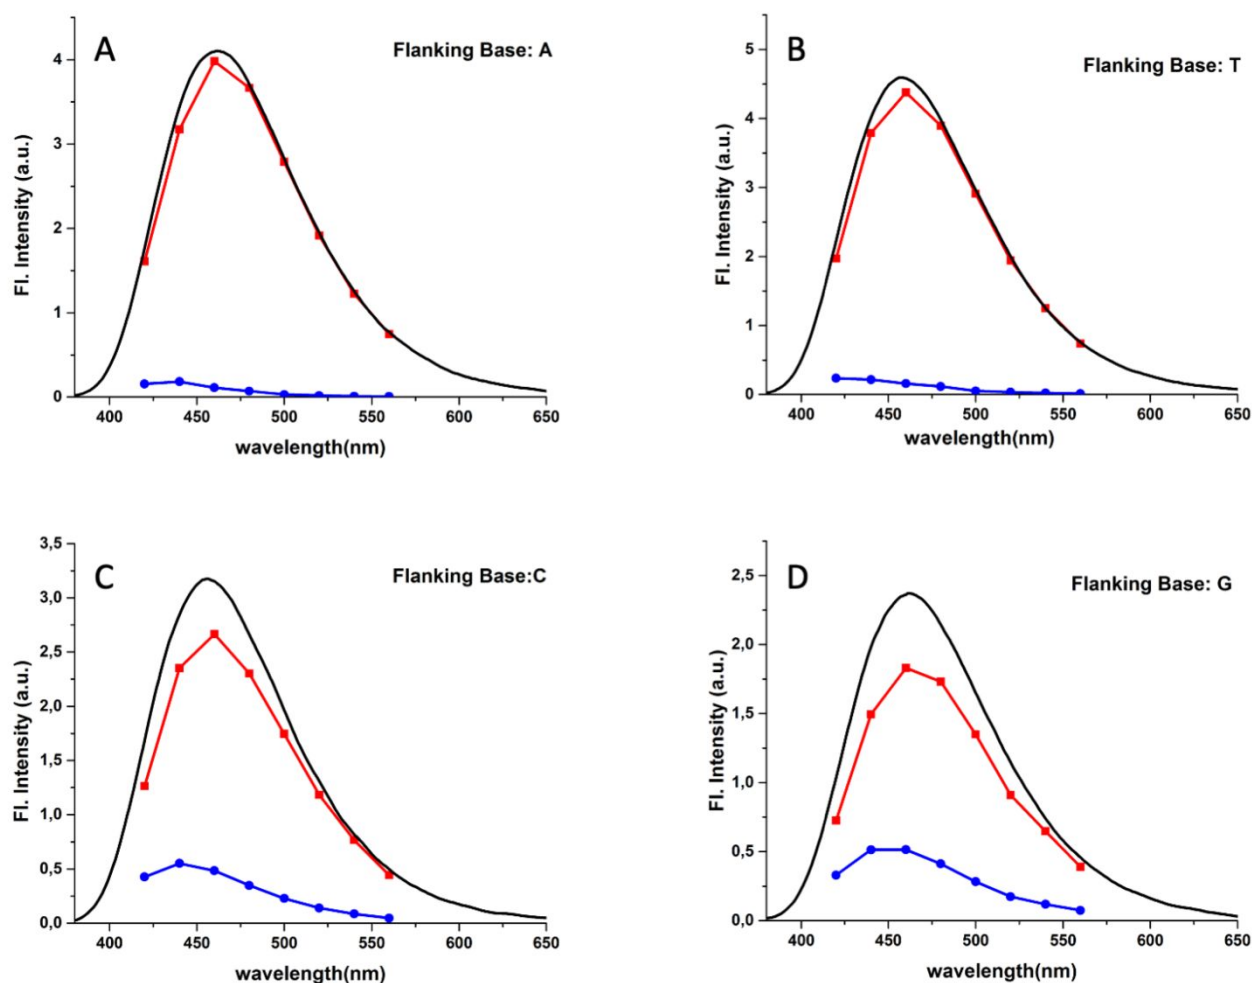 A
Flanking Base: A
Fl. Intensity (a.u.)
4
3
2
1
0
400 450 500 550 600 650
wavelength(nm)
B
Flanking Base: T
Fl. Intensity (a.u.)
5
4
3
2
1
0
400 450 500 550 600 650
wavelength(nm)
C
Flanking Base:C
Fl. Intensity (a.u.)
3,5
3,0
2,5
2,0
1,5
1,0
0,5
0,0
400 450 500 550 600 650
wavelength(nm)
D
Flanking Base: G
Fl. Intensity (a.u.)
2,5
2,0
1,5
1,0
0,5
0,0
400 450 500 550 600 650
wavelength(nm)